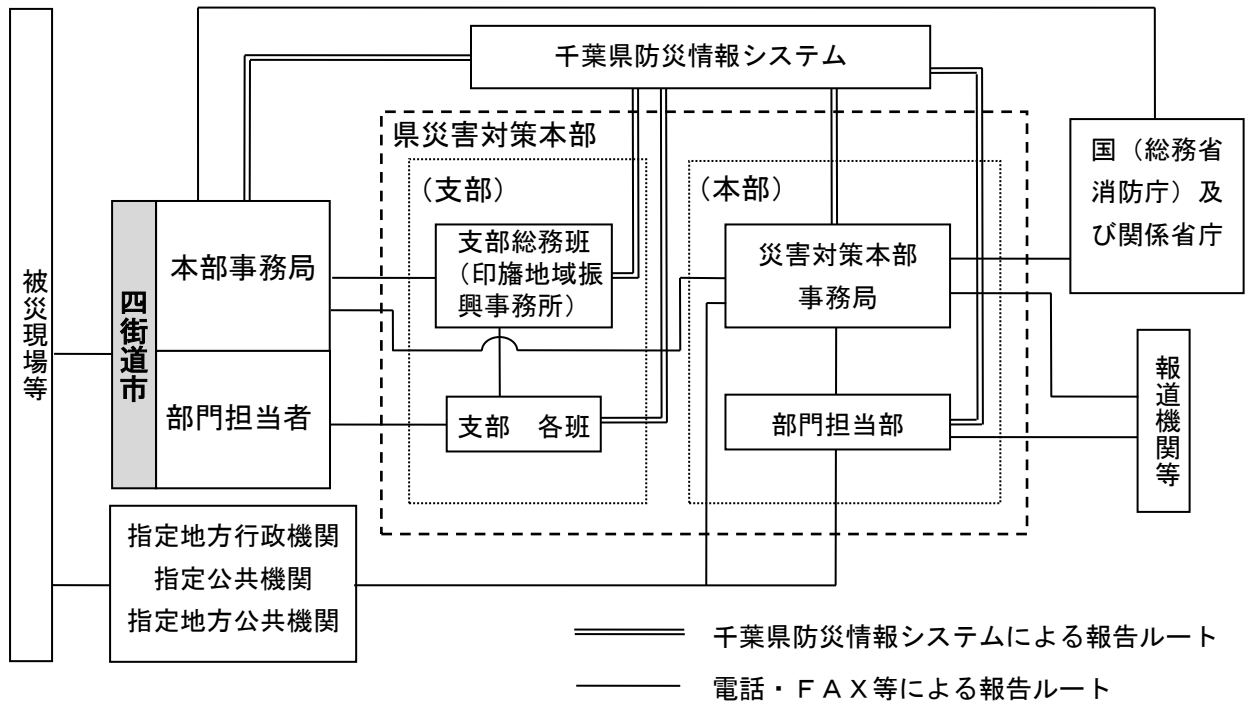 千葉県防災情報システム
県災害対策本部
(支部)
(本部)
国(総務省
消防庁)及
び関係省庁
被災現場等
四街道市
本部事務局
部門担当者
支部総務班
(印旛地域振
興事務所)
支部 各班
災害対策本部
事務局
部門担当部
報道機関等
指定地方行政機関
指定公共機関
指定地方公共機関
千葉県防災情報システムによる報告ルート
電話・FAX等による報告ルート